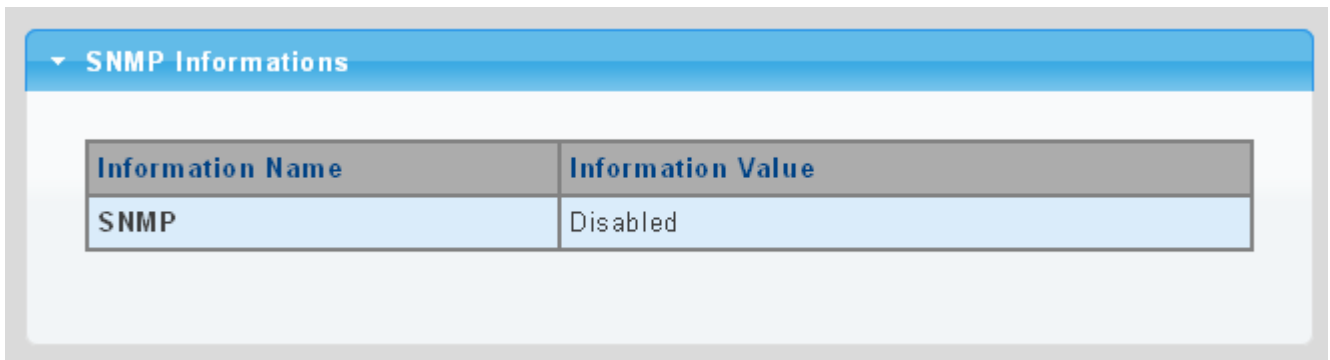 SNMP Informations
Information Name Information Value
SNMP Disabled